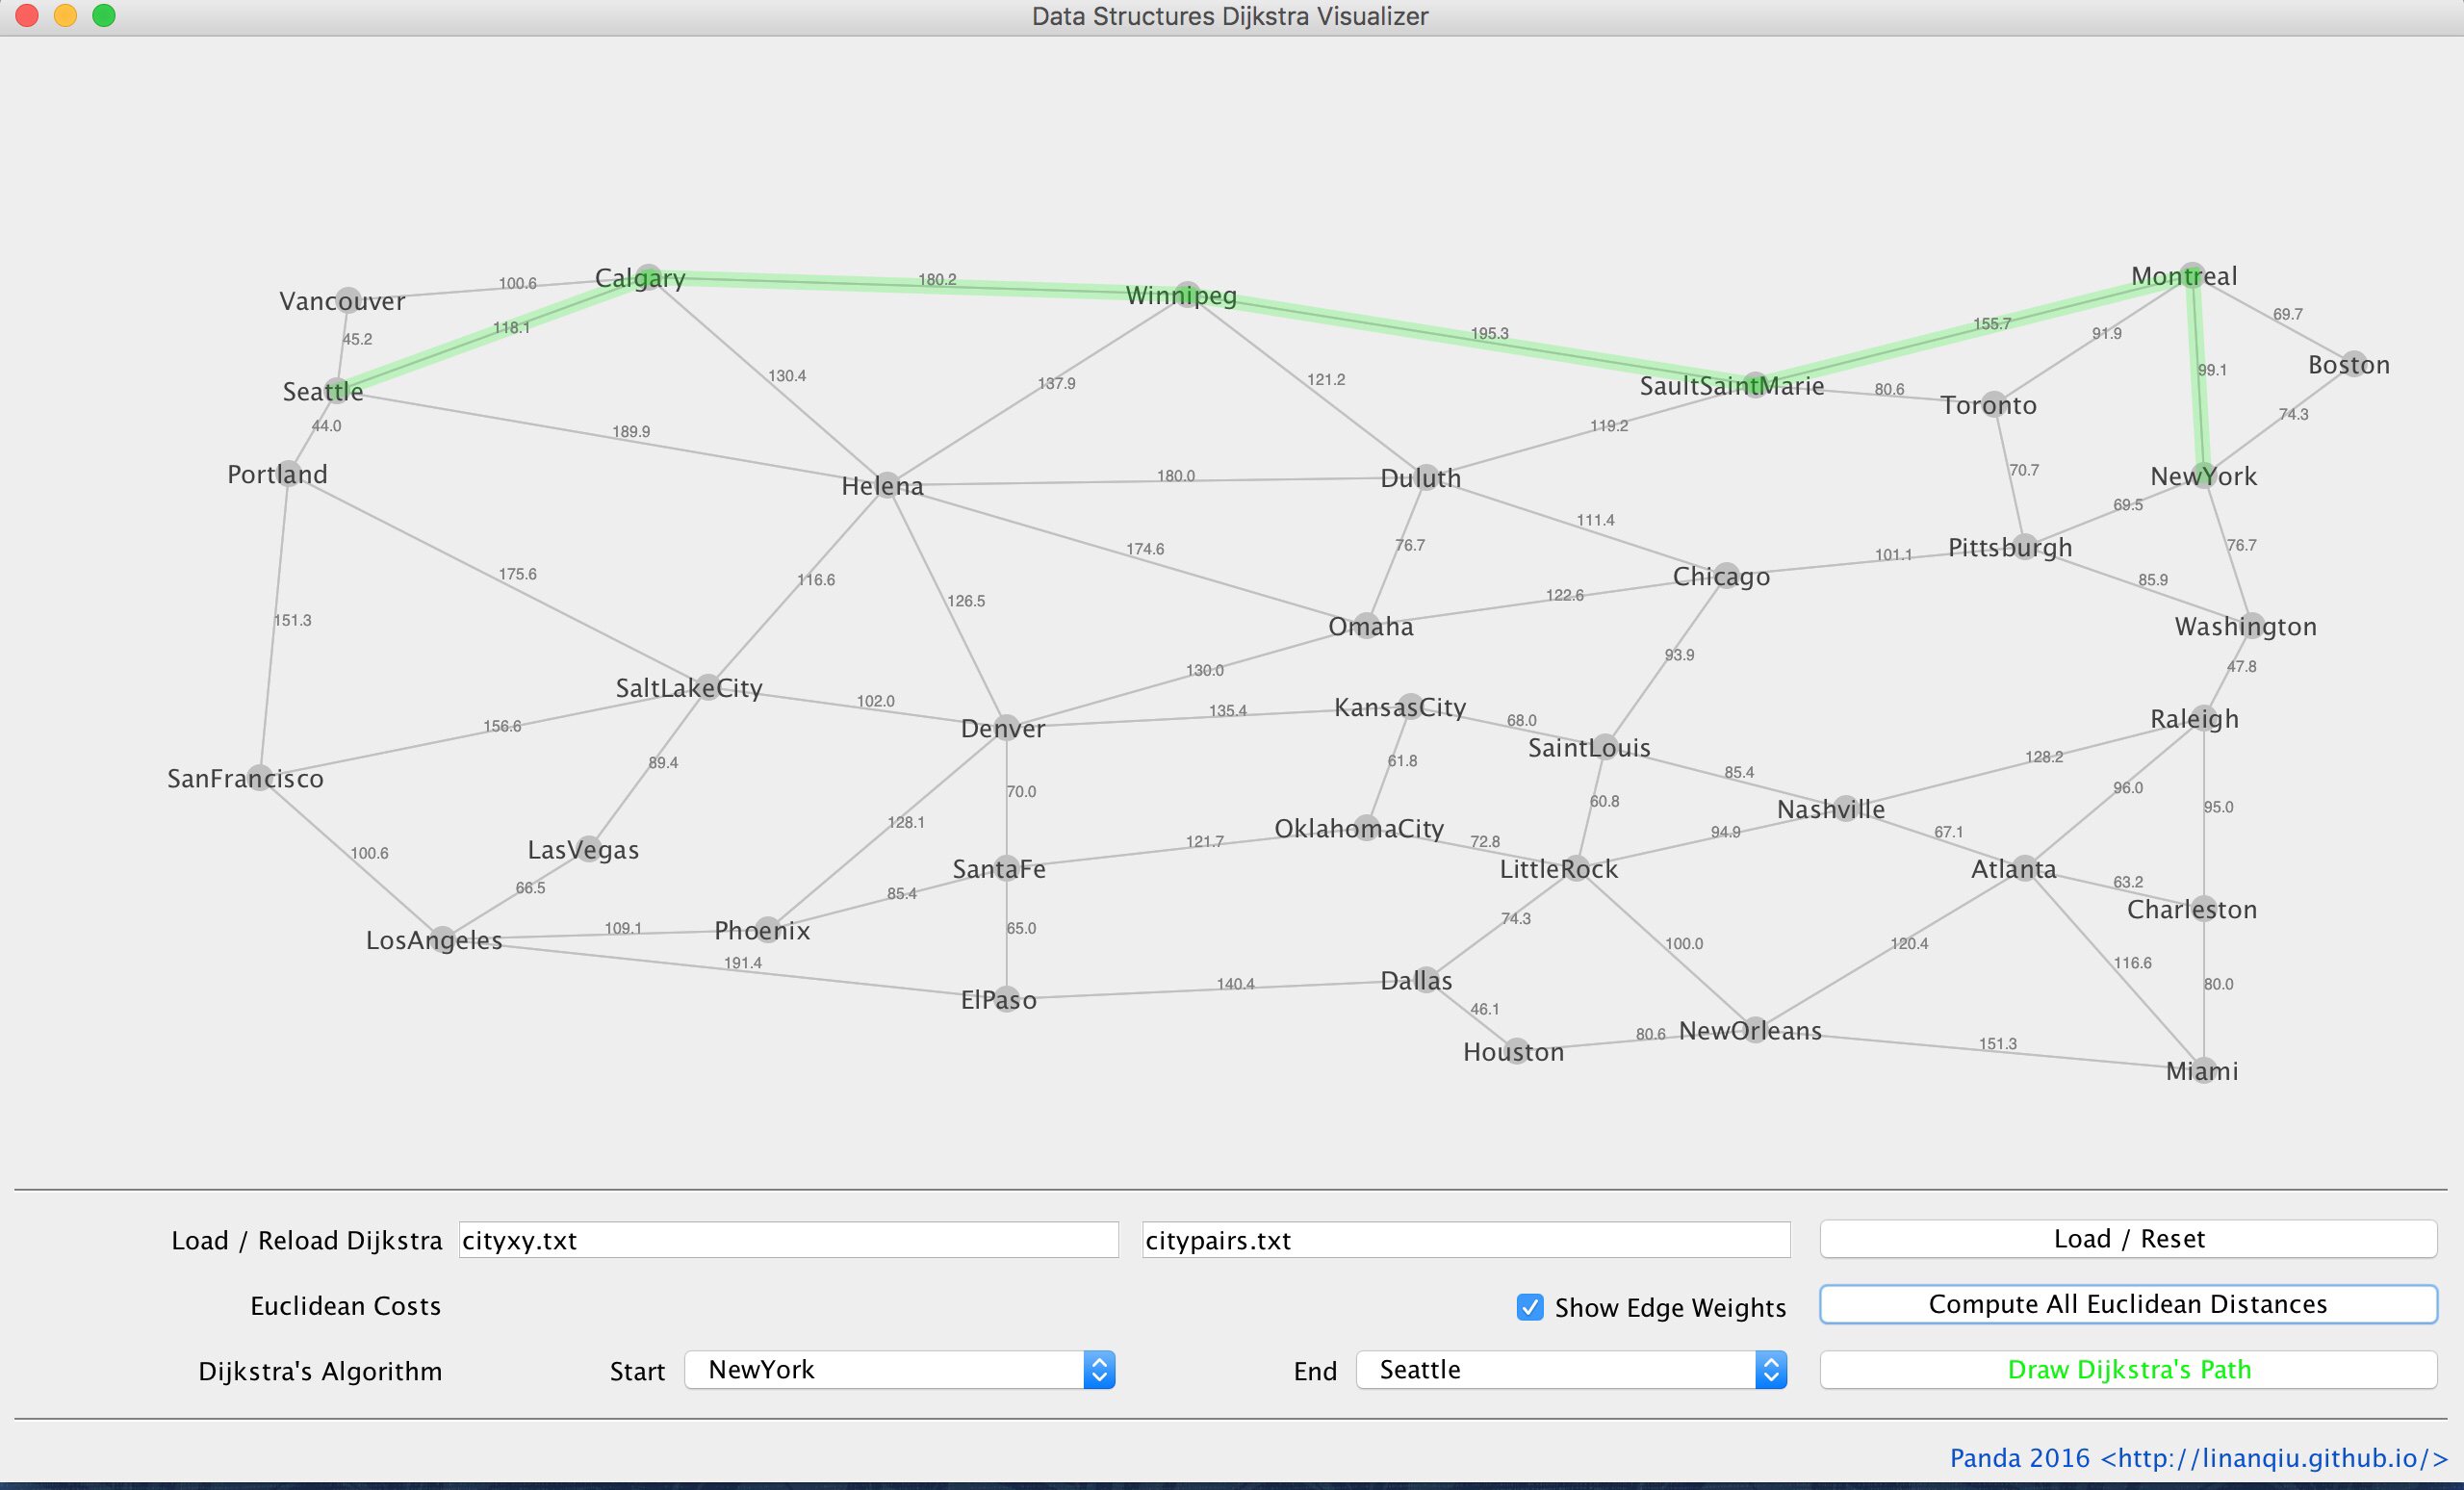 Data Structures Dijkstra Visualizer
Montreal
Calgary
180.2
100.6
Winnipeg
Vancouver
69.7
155.7
118.1
195.3
91.9
45.2
Boston
99.1
130.4
121.2
137.9
SaultSaintMarie
80.6
Seattle
Toronto
74.3
44.0
119.2
189.9
70.7
Portland
180.0
NewYork
Duluth
Helena
69.5
111.4
76.7
76.7
Pittsburgh
174.6
101.1
175.6
Chicago
116.6
85.9
122.6
126.5
151.3
Omaha
Washington
93.9
47.8
130.0
SaltLakeCity
102.0
KansasCity
135.4
Raleigh
68.0
156.6
Denver
SaintLouis
128.2
61.8
89.4
85.4
SanFrancisco
96.0
70.0
60.8
95.0
Nashville
128.1
OklahomaCity
94.9
67.1
121.7
72.8
LasVegas
100.6
SantaFe
LittleRock
Atlanta
63.2
66.5
85.4
Charleston
74.3
109.1
65.0
Phoenix
LosAngeles
100.0
120.4
191.4
116.6
Dallas
140.4
80.0
ElPaso
46.1
NewOrleans
80.6
151.3
Houston
Miami
Load / Reload Dijkstra cityxy.txt citypairs.txt Load / Reset
Euclidean Costs Show Edge Weights Compute All Euclidean Distances
Dijkstra's Algorithm Start NewYork End Seattle Draw Dijkstra's Path
Panda 2016 <http://linanqiu.github.io/>